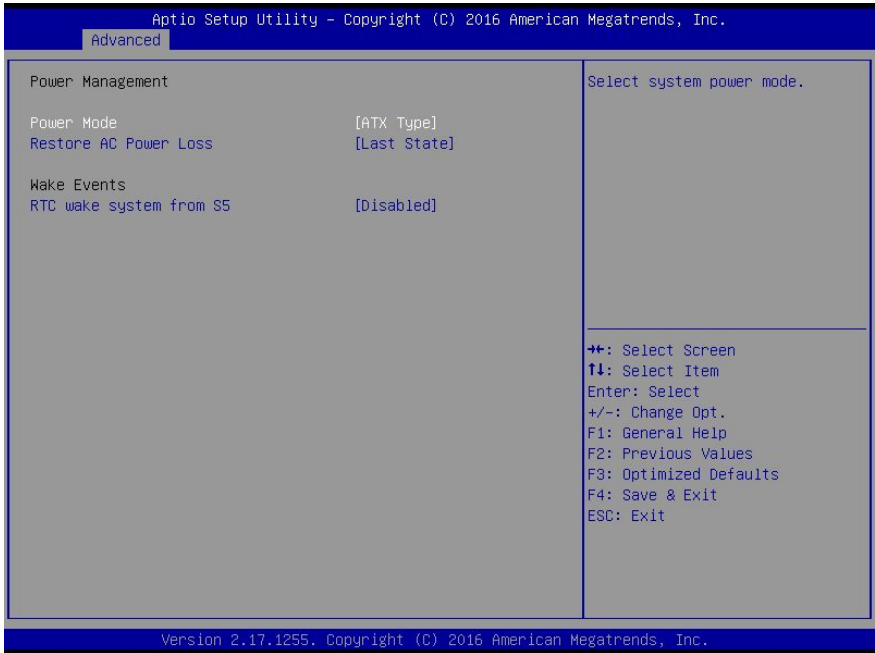 Aptio Setup Utility – Copyright (C) 2016 American Megatrends, Inc.
Advanced
Power Management
Power Mode [ATX Type]
Restore AC Power Loss [Last State]
Wake Events
RTC wake system from S5 [Disabled]
Select system power mode.
→←: Select Screen
↑↓: Select Item
Enter: Select
+/-: Change Opt.
F1: General Help
F2: Previous Values
F3: Optimized Defaults
F4: Save & Exit
ESC: Exit
Version 2.17.1255. Copyright (C) 2016 American Megatrends, Inc.